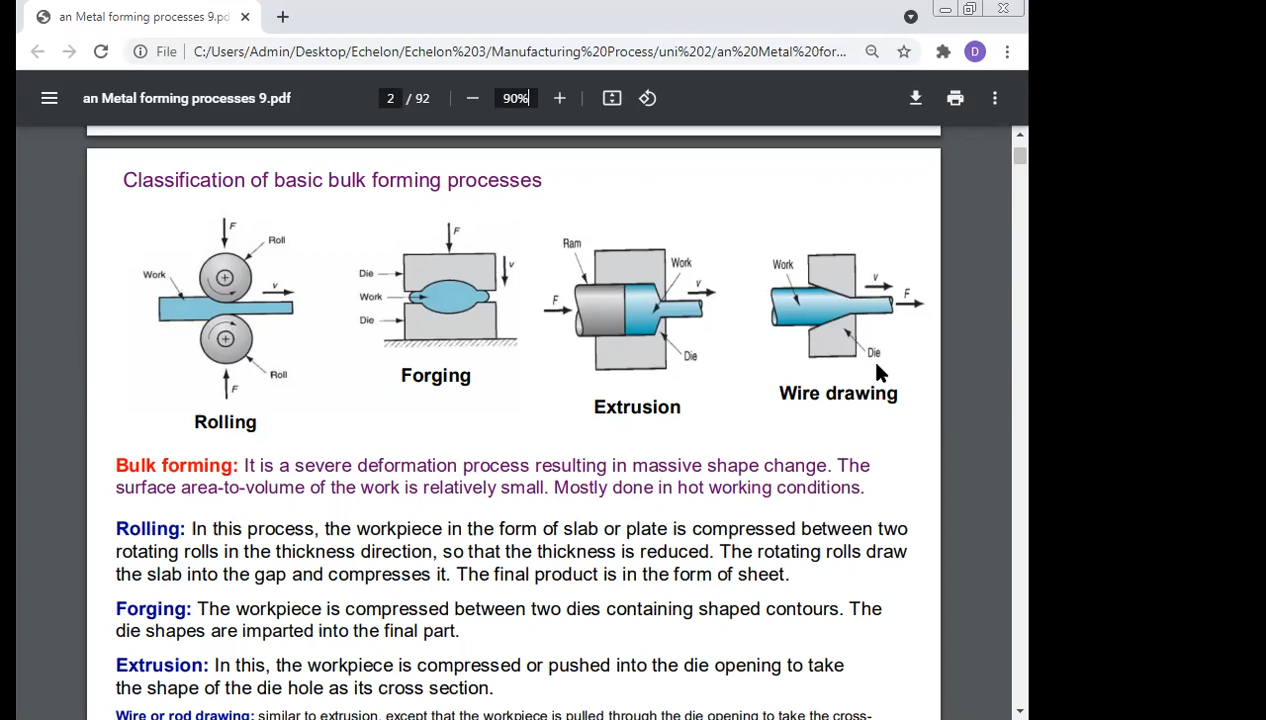 an Metal forming processes 9.pd
File
C:/Users/Admin/Desktop/Echelon/Echelon%203/Manufacturing%20Process/uni%202/an%20Metal%20for...
D
an Metal forming processes 9.pdf
2 / 92
90%
Classification of basic bulk forming processes
F
Roll
Work
v
Roll
F
Rolling
F
Die
v
Work
Die
Forging
Ram
Work
F
v
Die
Extrusion
Work
v
F
Die
Wire drawing
Bulk forming: It is a severe deformation process resulting in massive shape change. The
surface area-to-volume of the work is relatively small. Mostly done in hot working conditions.
Rolling: In this process, the workpiece in the form of slab or plate is compressed between two
rotating rolls in the thickness direction, so that the thickness is reduced. The rotating rolls draw
the slab into the gap and compresses it. The final product is in the form of sheet.
Forging: The workpiece is compressed between two dies containing shaped contours. The
die shapes are imparted into the final part.
Extrusion: In this, the workpiece is compressed or pushed into the die opening to take
the shape of the die hole as its cross section.
Wire or rod drawing: similar to extrusion, except that the workpiece is pulled through the die opening to take the cross-